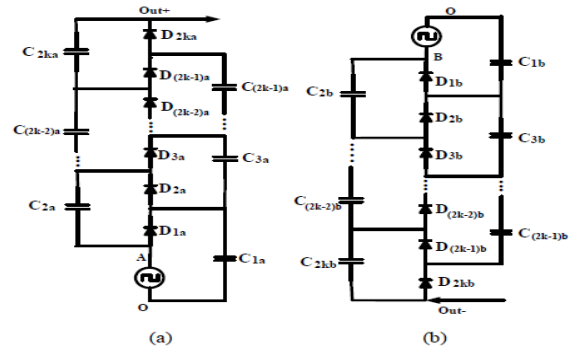 Out+
D2ka
C2ka
D(2k-1)a
C(2k-1)a
D(2k-2)a
C(2k-2)a
D3a
C3a
D2a
C2a
D1a
A
C1a
O
(a)
O
B
C1b
D1b
C2b
D2b
C3b
D3b
C(2k-2)b
D(2k-2)b
C(2k-1)b
D(2k-1)b
C2kb
D2kb
Out-
(b)